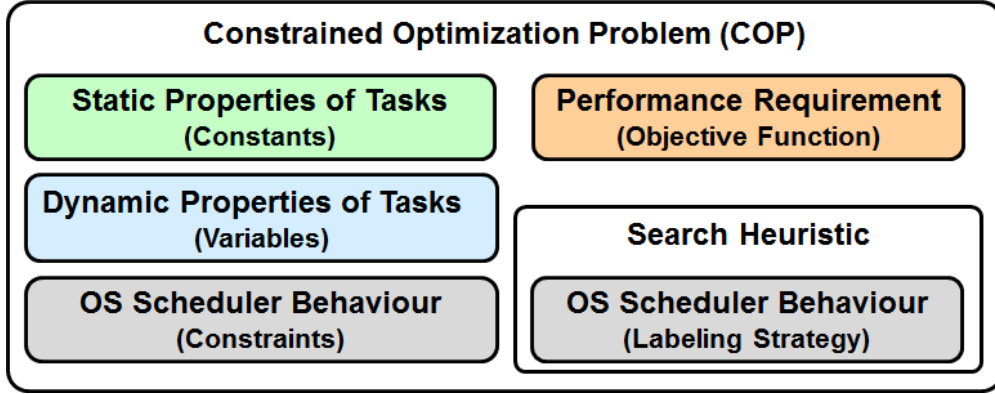 Constrained Optimization Problem (COP)
Static Properties of Tasks
(Constants)
Dynamic Properties of Tasks
(Variables)
OS Scheduler Behaviour
(Constraints)
Performance Requirement
(Objective Function)
Search Heuristic
OS Scheduler Behaviour
(Labeling Strategy)